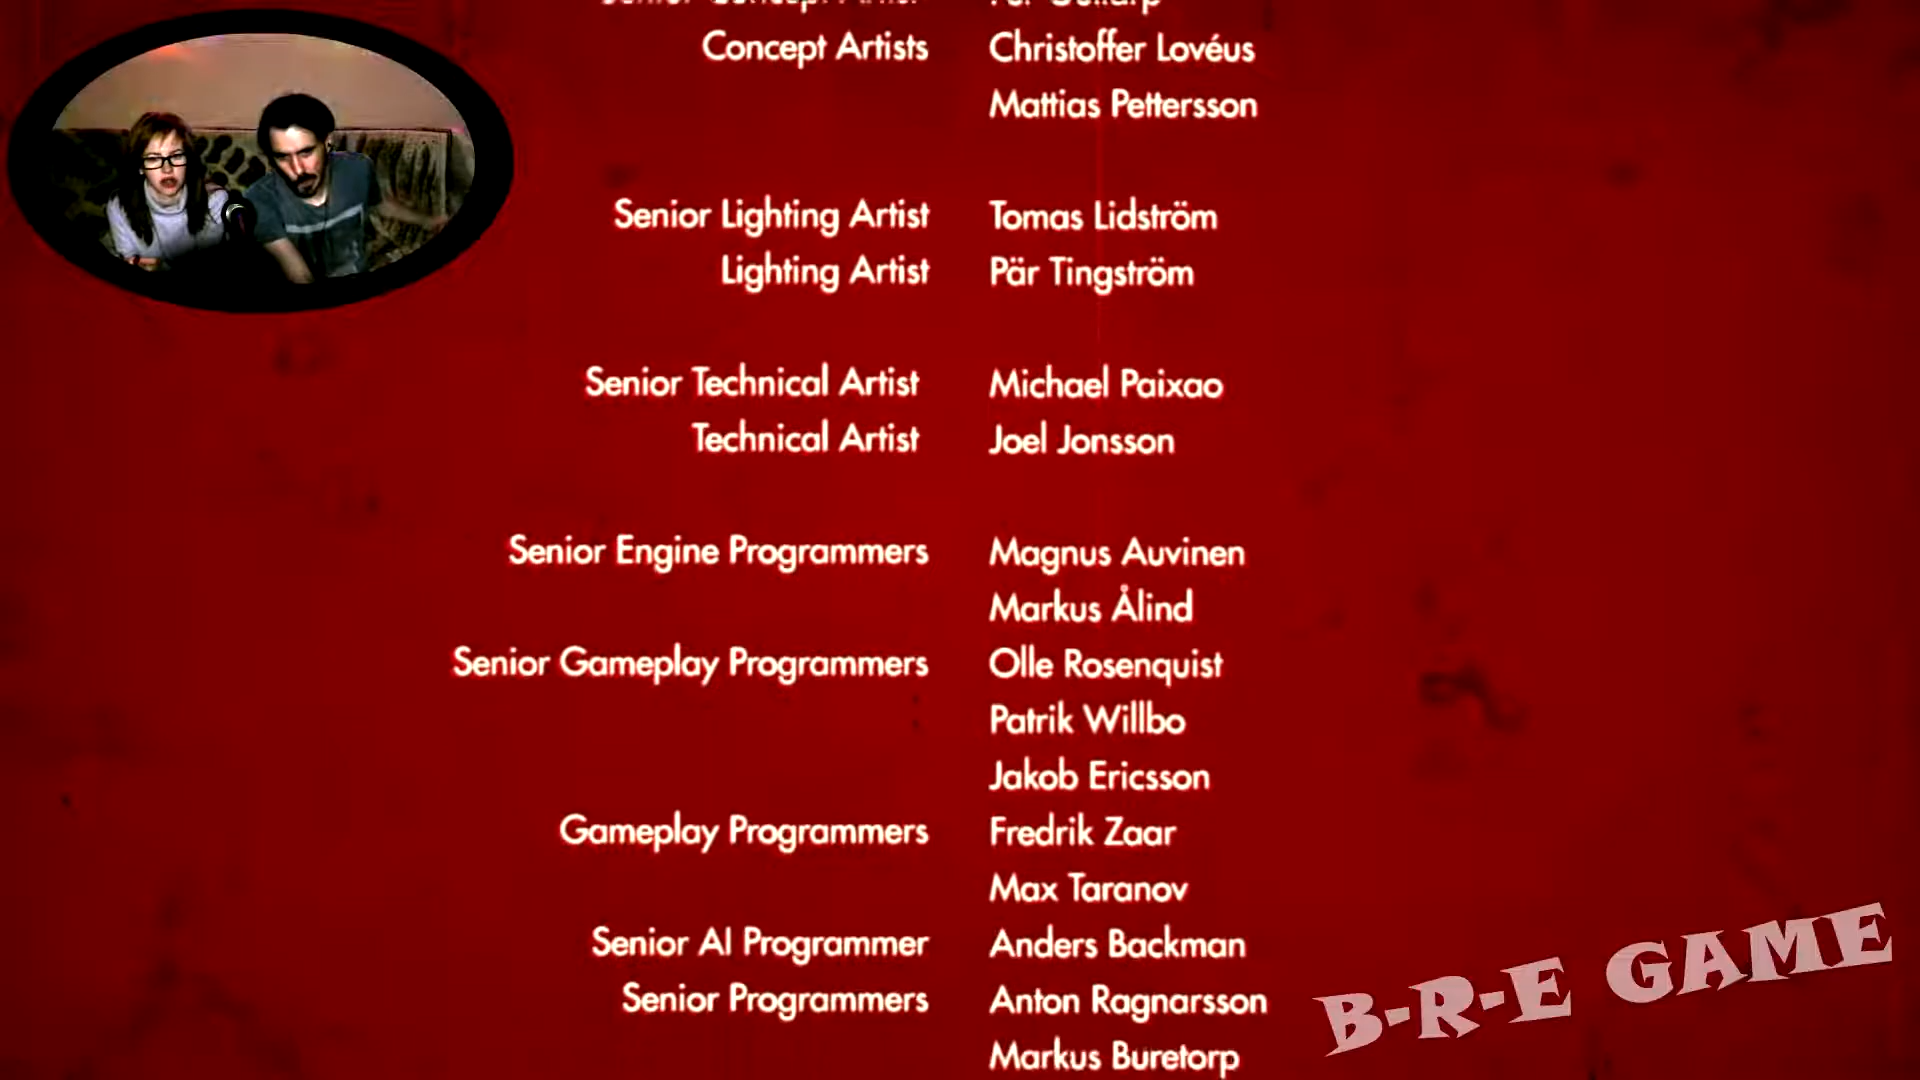 Concept Artists Christoffer Lovéus
Mattias Pettersson
Senior Lighting Artist Tomas Lidström
Lighting Artist Pär Tingström
Senior Technical Artist Michael Paixao
Technical Artist Joel Jonsson
Senior Engine Programmers Magnus Auvinen
Markus Ålind
Senior Gameplay Programmers Olle Rosenquist
Patrik Willbo
Jakob Ericsson
Gameplay Programmers Fredrik Zaar
Max Taranov
Senior AI Programmer Anders Backman
Senior Programmers Anton Ragnarsson
Markus Buretorp
B-R-E GAME